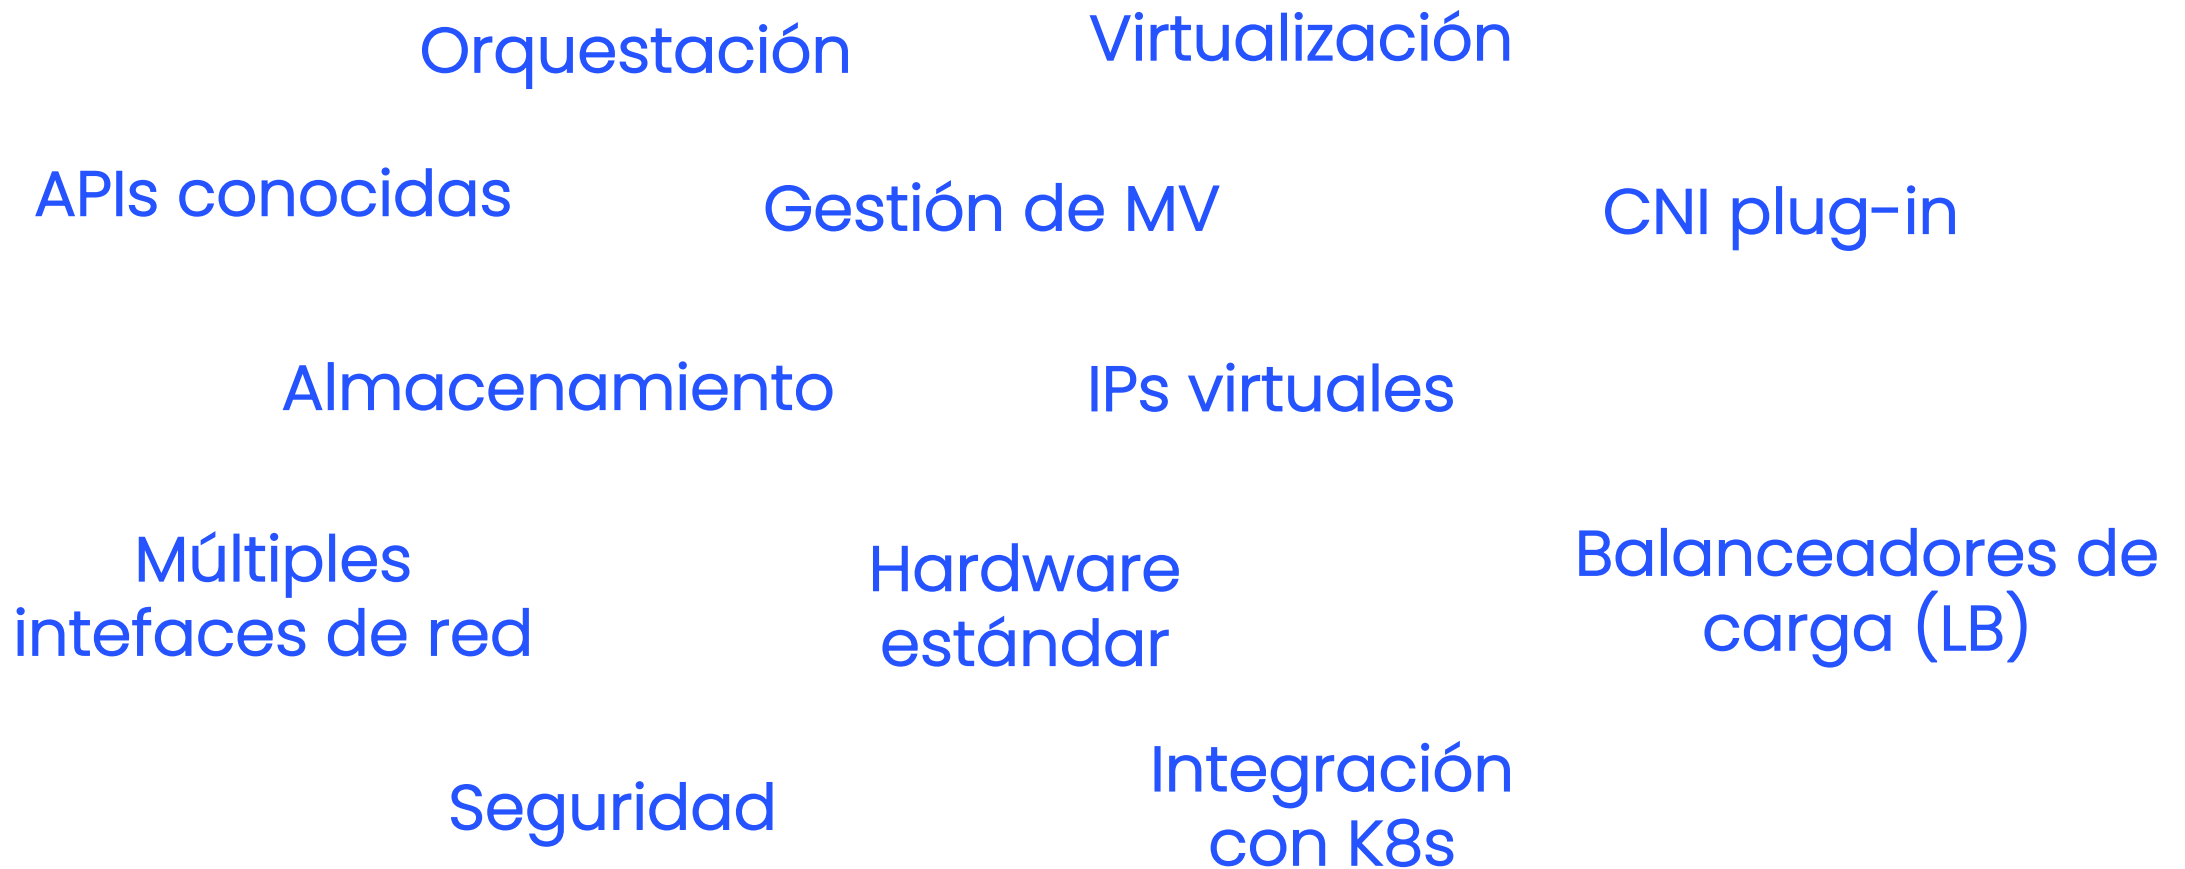 Orquestación
Virtualización
APIs conocidas
Gestión de MV
CNI plug-in
Almacenamiento
IPs virtuales
Múltiples
intefaces de red
Hardware
estándar
Balanceadores de
carga (LB)
Seguridad
Integración
con K8s